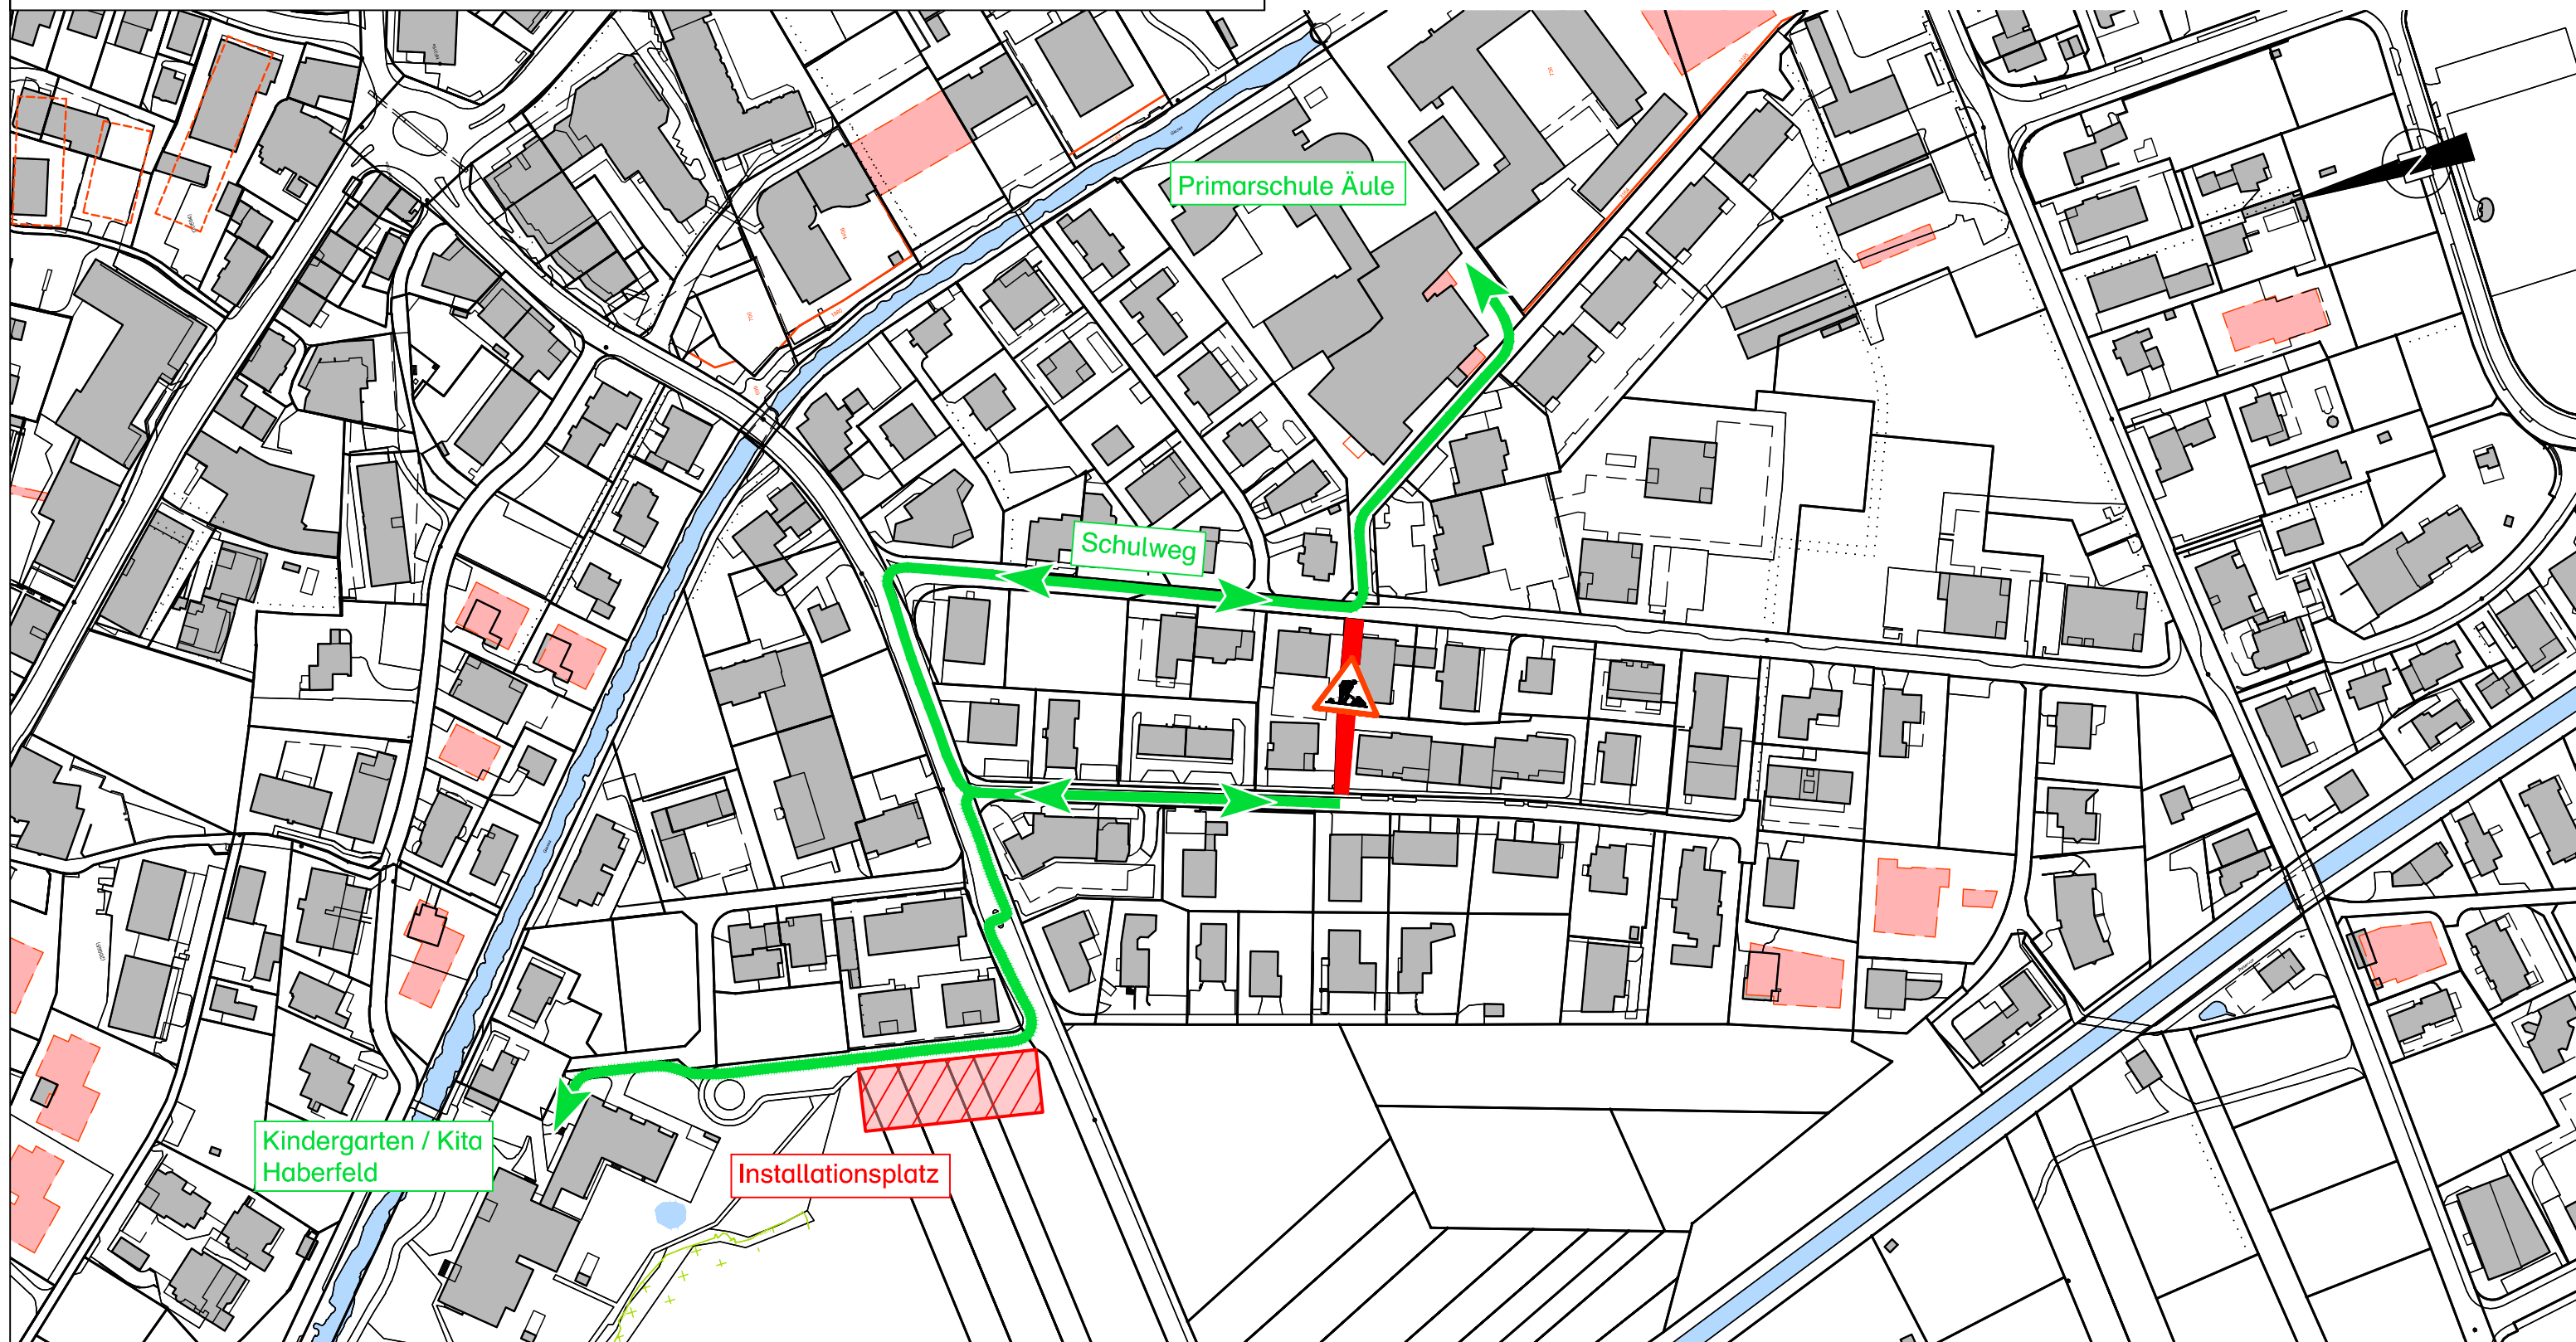 Primarschule Äule
Schulweg
Kindergarten / Kita
Haberfeld
Installationsplatz